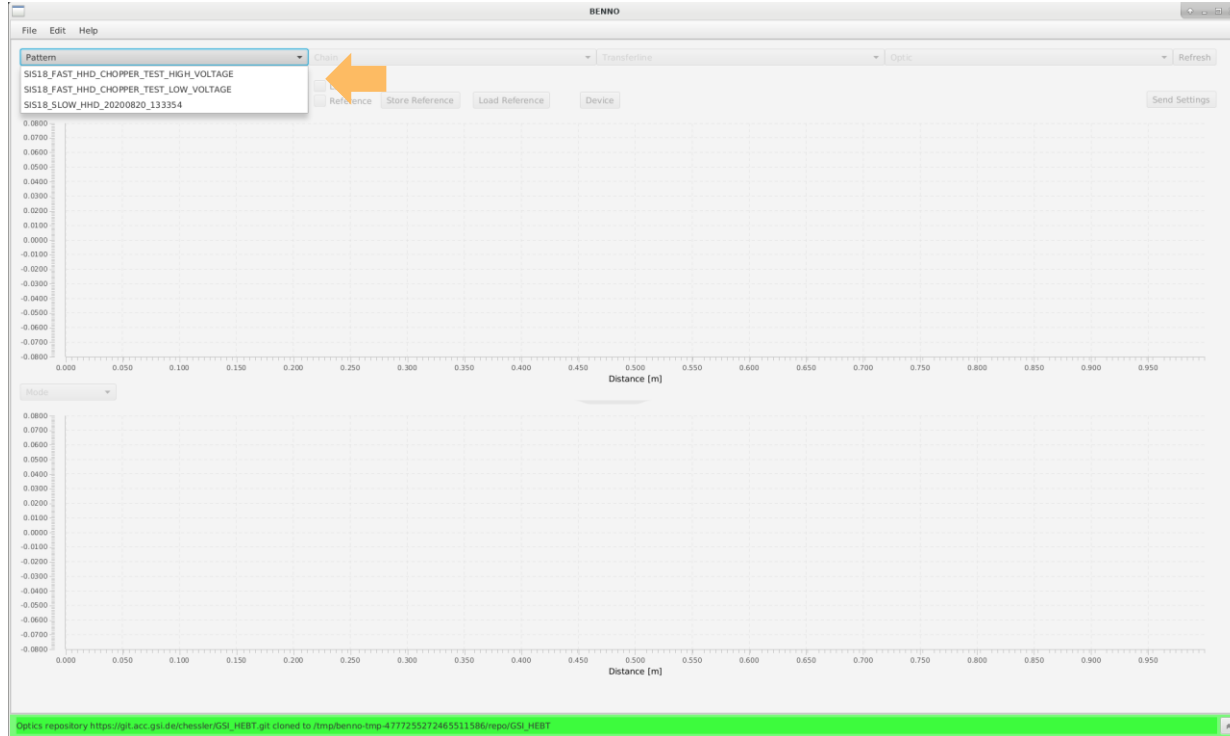 BENNO
File Edit Help
Pattern Chain Transferline Optic Refresh
SIS18_FAST_HHD_CHOPPER_TEST_HIGH_VOLTAGE
SIS18_FAST_HHD_CHOPPER_TEST_LOW_VOLTAGE
SIS18_SLOW_HHD_20200820_133354
Reference Store Reference Load Reference Device Send Settings
0.0800
0.0700
0.0600
0.0500
0.0400
0.0300
0.0200
0.0100
0.0000
-0.0100
-0.0200
-0.0300
-0.0400
-0.0500
-0.0600
-0.0700
-0.0800
0.000 0.050 0.100 0.150 0.200 0.250 0.300 0.350 0.400 0.450 0.500 0.550 0.600 0.650 0.700 0.750 0.800 0.850 0.900 0.950
Distance [m]
Mode
0.0800
0.0700
0.0600
0.0500
0.0400
0.0300
0.0200
0.0100
0.0000
-0.0100
-0.0200
-0.0300
-0.0400
-0.0500
-0.0600
-0.0700
-0.0800
0.000 0.050 0.100 0.150 0.200 0.250 0.300 0.350 0.400 0.450 0.500 0.550 0.600 0.650 0.700 0.750 0.800 0.850 0.900 0.950
Distance [m]
Optics repository https://git.acc.gsi.de/chessler/GSI_HEBT.git cloned to /tmp/benno-tmp-4777255272465511586/repo/GSI_HEBT